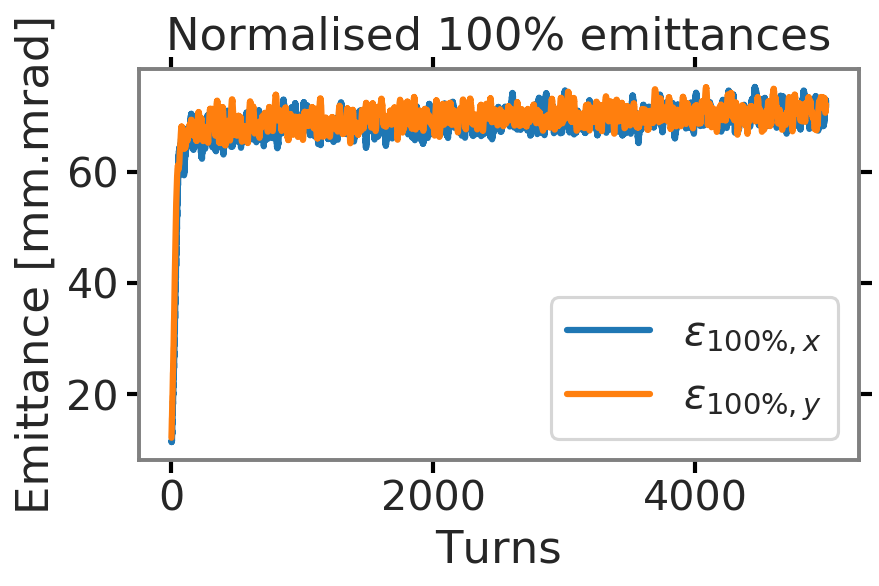 Normalised 100% emittances
Emittance [mm.mrad]
60
40
20
0 2000 4000
Turns
ε100%, x
ε100%, y